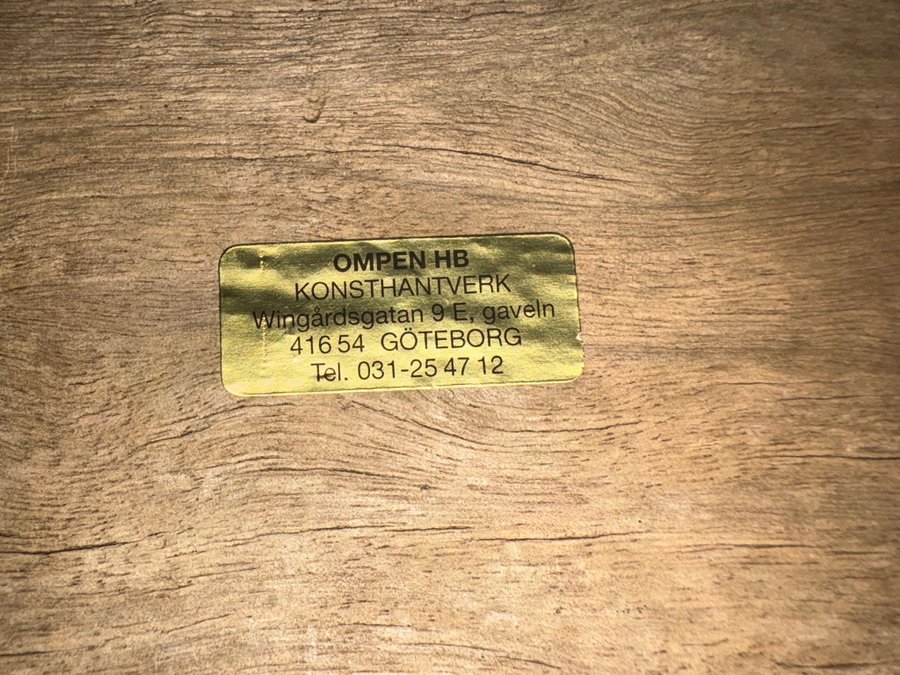 OMPEN HB
KONSTHANTVERK
Wingårdsgatan 9 E, gaveln
416 54 GÖTEBORG
Tel. 031-25 47 12